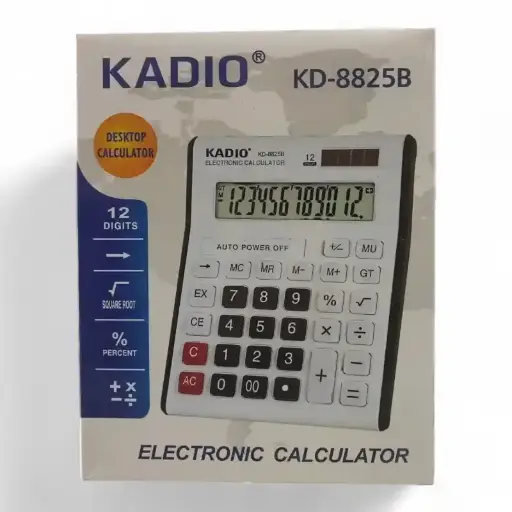 KADIO®
KD-8825B
DESKTOP
CALCULATOR
12
DIGITS
→
√
SQUARE ROOT
%
PERCENT
+ ×
− ÷
KADIO® KD-8825B
ELECTRONIC CALCULATOR
12
123456789012.
AUTO POWER OFF +/− MU
→ MC MR M− M+ GT
EX 7 8 9 % √
CE 4 5 6 × ÷
C 1 2 3 + −
AC 0 00 • =
ELECTRONIC CALCULATOR